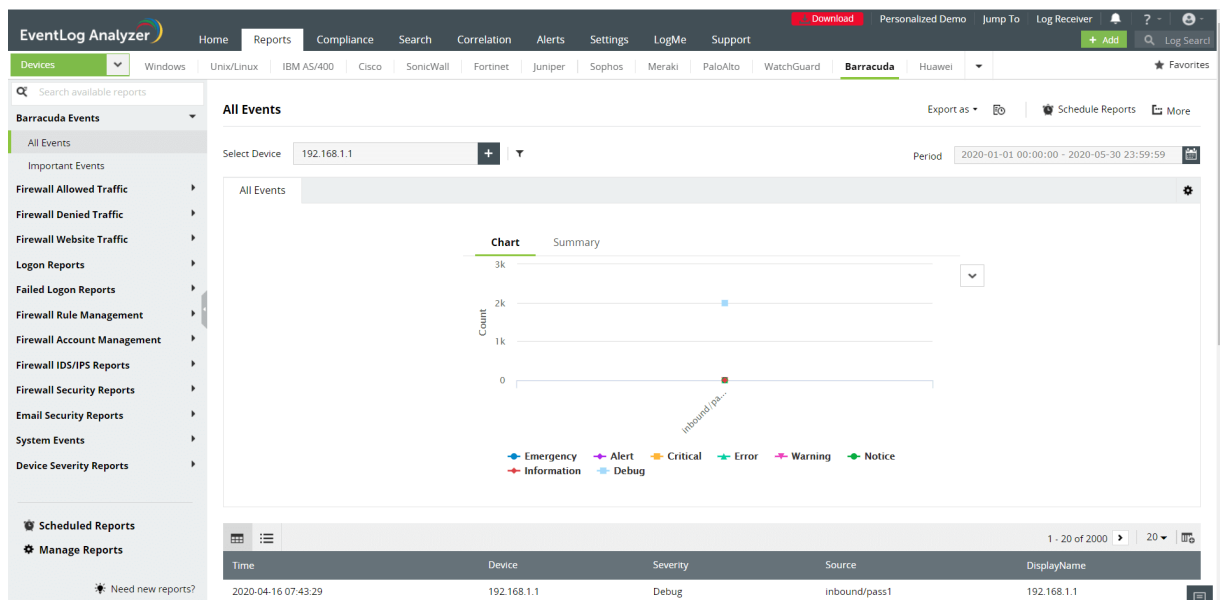 Download Personalized Demo Jump To Log Receiver ?
EventLog Analyzer Home Reports Compliance Search Correlation Alerts Settings LogMe Support + Add Log Searcl
Devices Windows Unix/Linux IBM AS/400 Cisco SonicWall Fortinet Juniper Sophos Meraki PaloAlto WatchGuard Barracuda Huawei Favorites
Search available reports
Barracuda Events
All Events
Important Events
Firewall Allowed Traffic
Firewall Denied Traffic
Firewall Website Traffic
Logon Reports
Failed Logon Reports
Firewall Rule Management
Firewall Account Management
Firewall IDS/IPS Reports
Firewall Security Reports
Email Security Reports
System Events
Device Severity Reports
Scheduled Reports
Manage Reports
Need new reports?
All Events Export as Schedule Reports More
Select Device 192.168.1.1 + Period 2020-01-01 00:00:00 - 2020-05-30 23:59:59
All Events
Chart Summary
3k
2k
1k
0
Count
inbound/pa...
Emergency Alert Critical Error Warning Notice
Information Debug
1 - 20 of 2000 20
Time Device Severity Source DisplayName
2020-04-16 07:43:29 192.168.1.1 Debug inbound/pass1 192.168.1.1